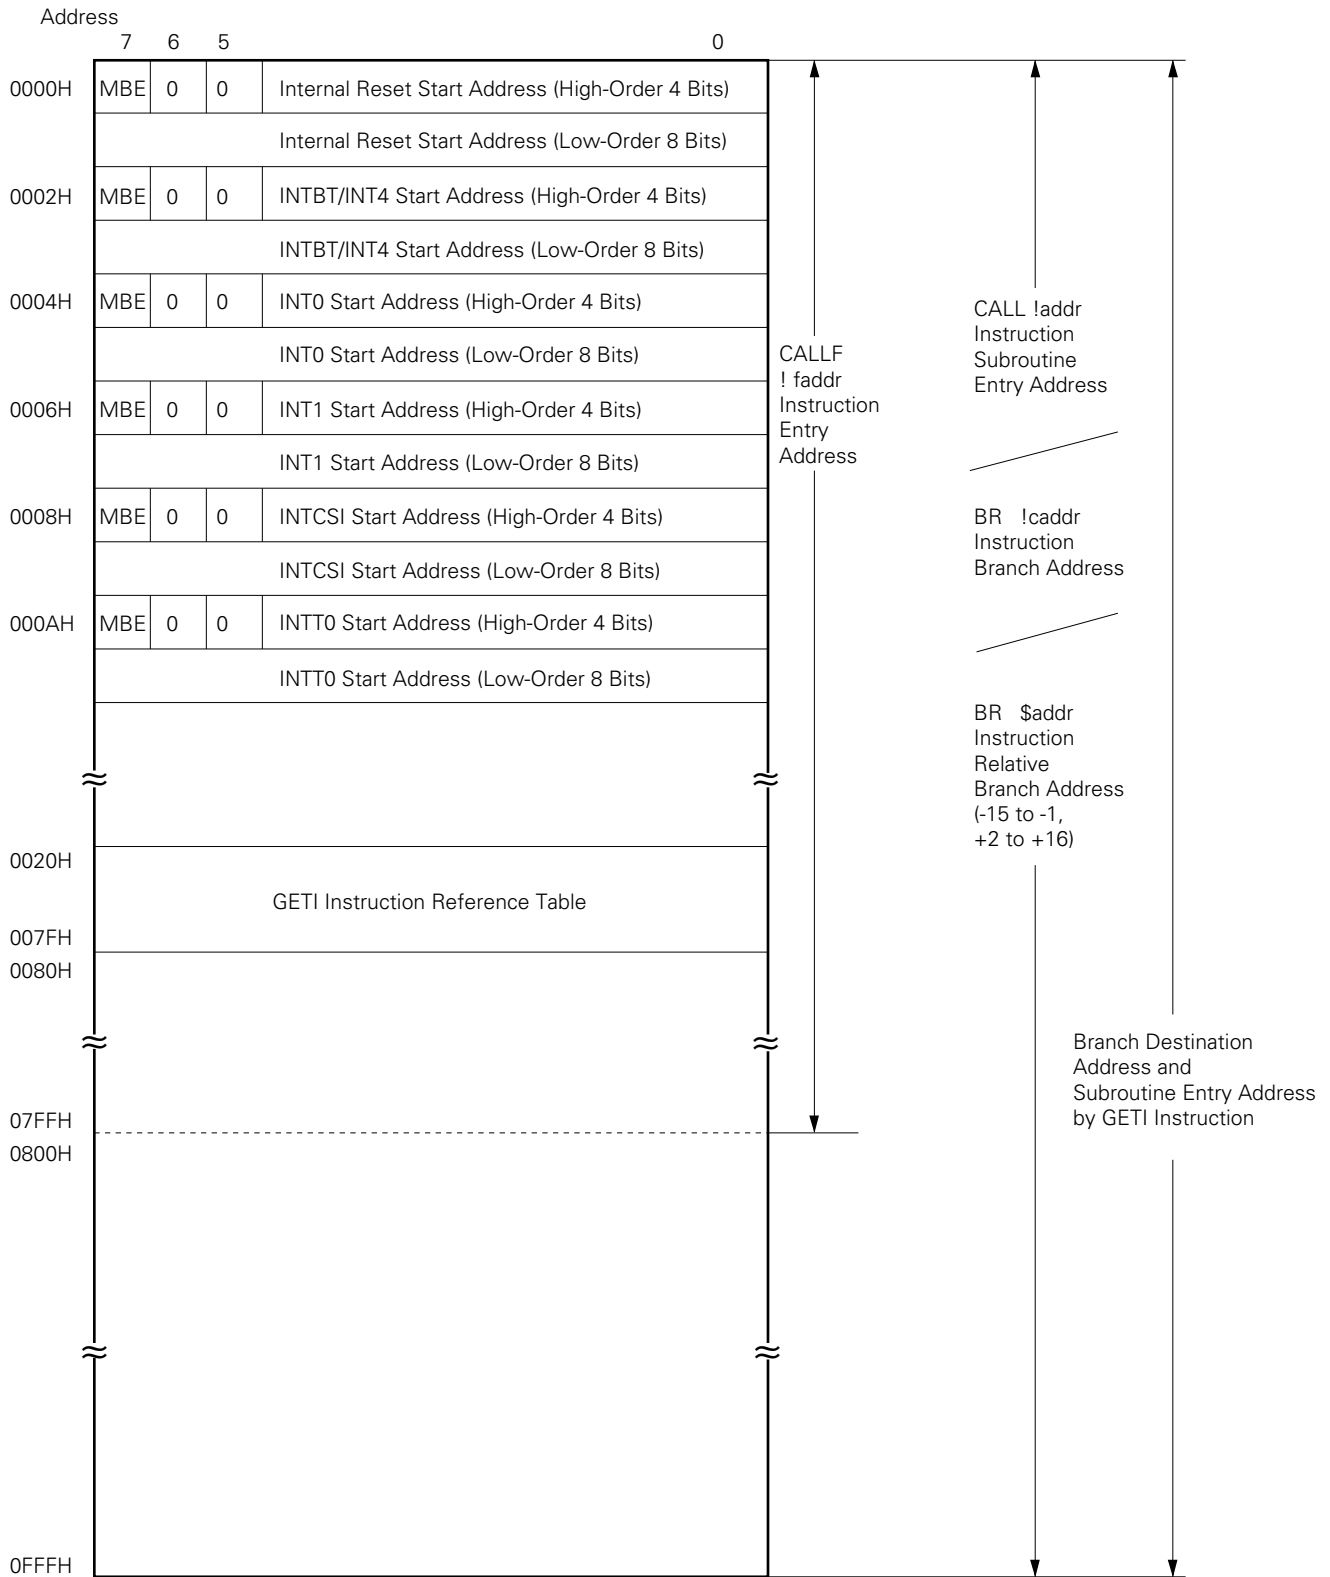 Address
7 6 5 0
0000H MBE 0 0 Internal Reset Start Address (High-Order 4 Bits)
Internal Reset Start Address (Low-Order 8 Bits)
0002H MBE 0 0 INTBT/INT4 Start Address (High-Order 4 Bits)
INTBT/INT4 Start Address (Low-Order 8 Bits)
0004H MBE 0 0 INT0 Start Address (High-Order 4 Bits)
INT0 Start Address (Low-Order 8 Bits)
0006H MBE 0 0 INT1 Start Address (High-Order 4 Bits)
INT1 Start Address (Low-Order 8 Bits)
0008H MBE 0 0 INTCSI Start Address (High-Order 4 Bits)
INTCSI Start Address (Low-Order 8 Bits)
000AH MBE 0 0 INTT0 Start Address (High-Order 4 Bits)
INTT0 Start Address (Low-Order 8 Bits)
0020H
GETI Instruction Reference Table
007FH
0080H
07FFH
0800H
0FFFH
CALLF
! faddr
Instruction
Entry
Address
CALL !addr
Instruction
Subroutine
Entry Address
BR !caddr
Instruction
Branch Address
BR $addr
Instruction
Relative
Branch Address
(-15 to -1,
+2 to +16)
Branch Destination
Address and
Subroutine Entry Address
by GETI Instruction